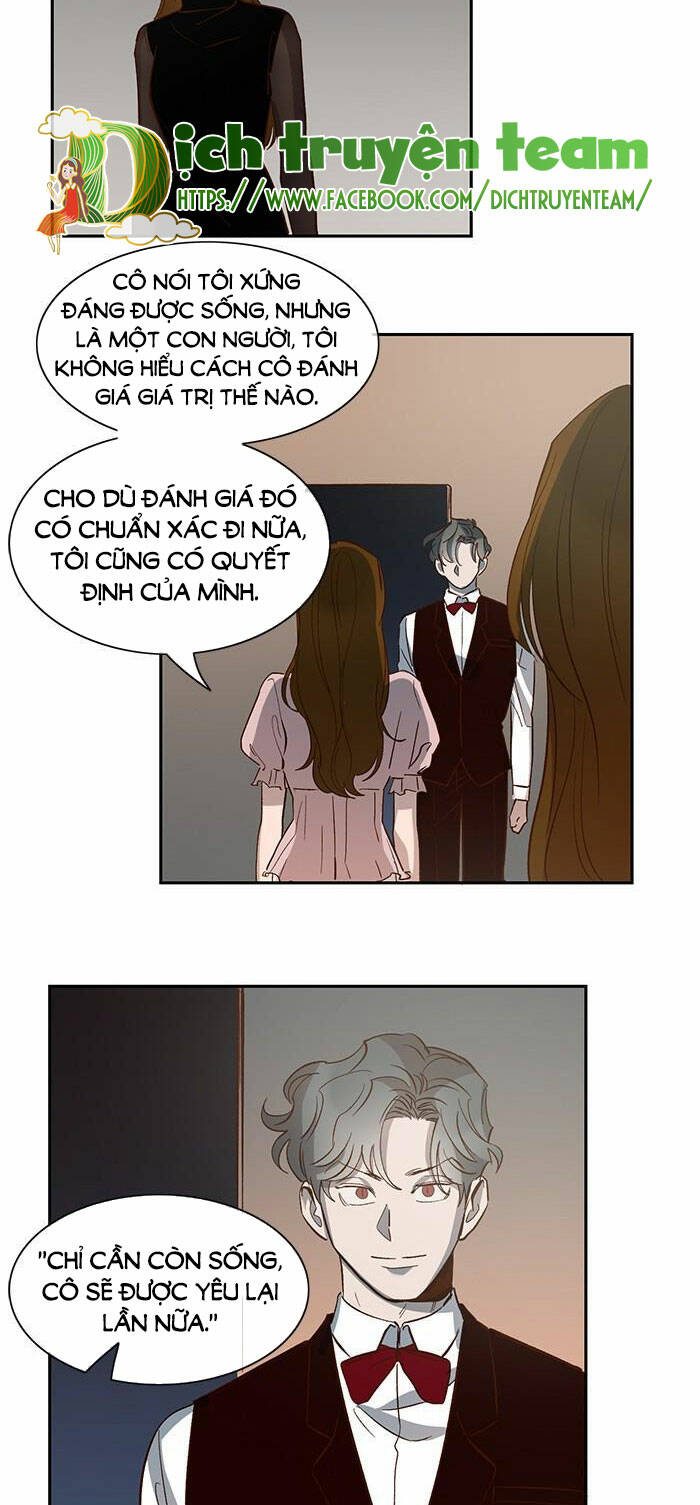 Dịch truyện team
HTTPS://WWW.FACEBOOK.COM/DICHTRUYENTEAM/
CÔ NÓI TÔI XỨNG
ĐÁNG ĐƯỢC SỐNG, NHƯNG
LÀ MỘT CON NGƯỜI, TÔI
KHÔNG HIỂU CÁCH CÔ ĐÁNH
GIÁ GIÁ TRỊ THẾ NÀO.
CHO DÙ ĐÁNH GIÁ ĐÓ
CÓ CHUẨN XÁC ĐI NỮA,
TÔI CŨNG CÓ QUYẾT
ĐỊNH CỦA MÌNH.
"CHỈ CẦN CÒN SỐNG,
CÔ SẼ ĐƯỢC YÊU LẠI
LẦN NỮA."